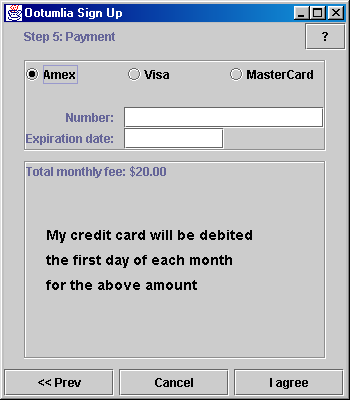 Dotumlia Sign Up
Step 5: Payment
?
Amex Visa MasterCard
Number:
Expiration date:
Total monthly fee: $20.00
My credit card will be debited
the first day of each month
for the above amount
<< Prev Cancel I agree